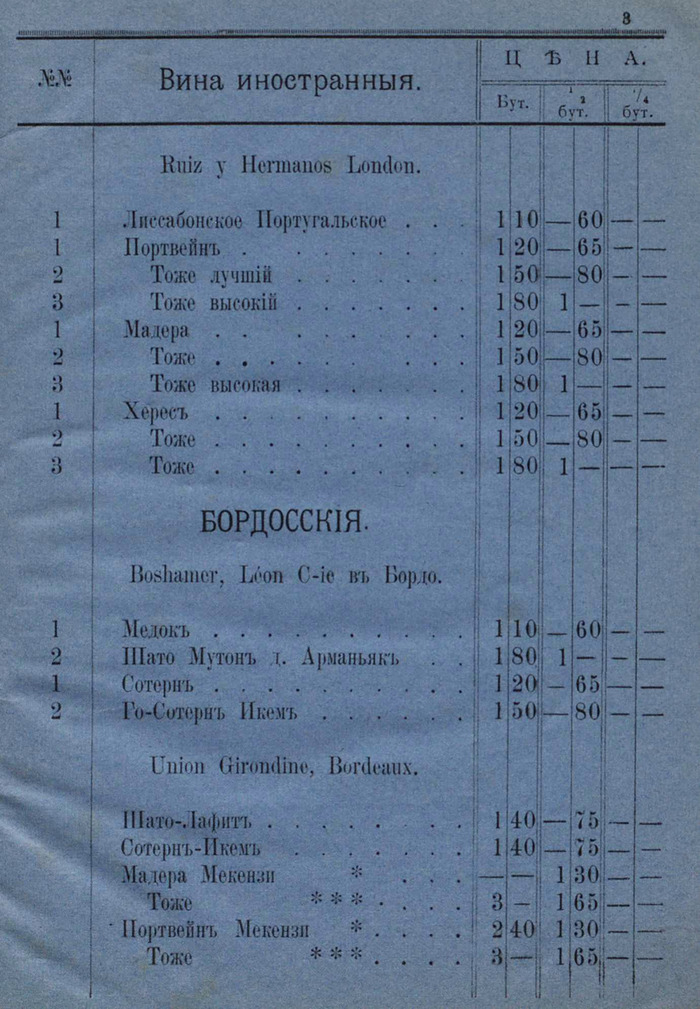 3
№№ Вина иностранныя. Ц Ѣ Н А.
Бут. 1/2 бут. 1/4 бут.
Ruiz y Hermanos London.
1 Лиссабонское Португальское . . . 1 10 — 60 — —
1 Портвейнъ . . . . . . . 1 20 — 65 — —
2 Тоже лучшій . . . . . . . 1 50 — 80 — —
3 Тоже высокій . . . . . . . 1 80 1 — — —
1 Мадера . . . . . . . . 1 20 — 65 — —
2 Тоже . . . . . . . . . 1 50 — 80 — —
3 Тоже высокая . . . . . . . 1 80 1 — — —
1 Хересъ . . . . . . . . . . 1 20 — 65 — —
2 Тоже . . . . . . . . . . 1 50 — 80 — —
3 Тоже . . . . . . . . . . 1 80 1 — — —
БОРДОССКІЯ.
Boshamer, Léon C-ie въ Бордо.
1 Медокъ . . . . . . . . . . 1 10 — 60 — —
2 Шато Мутонъ д. Арманьякъ . . 1 80 1 — — —
1 Сотернъ . . . . . . . . . . 1 20 — 65 — —
2 Го-Сотернъ Икемъ . . . . . . 1 50 — 80 — —
Union Girondine, Bordeaux.
Шато-Лафитъ . . . . . . . 1 40 — 75 — —
Сотернъ-Икемъ . . . . . . . 1 40 — 75 — —
Мадера Мекензи * . . . — — 1 30 — —
Тоже *** . . . . 3 — 1 65 — —
Портвейнъ Мекензи * . . . . 2 40 1 30 — —
Тоже *** . . . . 3 — 1 65 — —